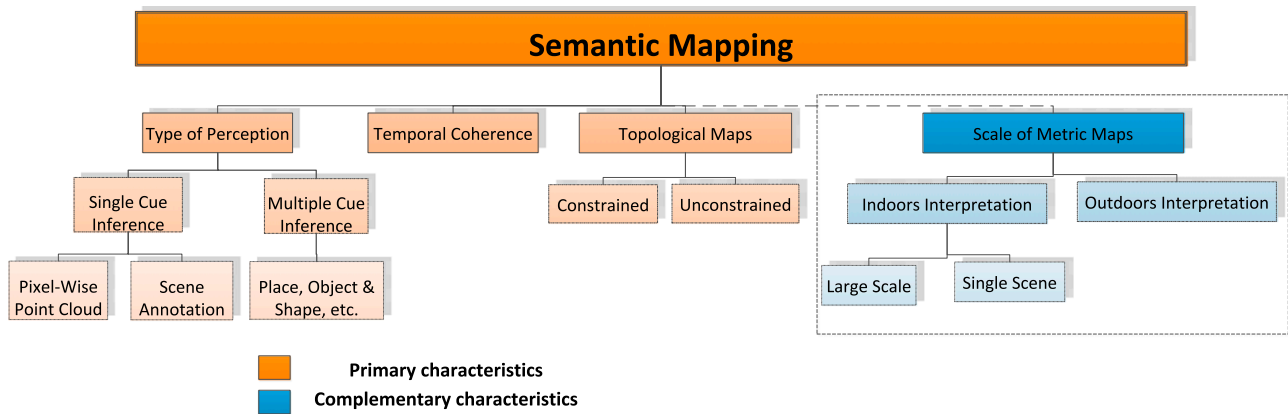 Semantic Mapping
Type of Perception
Temporal Coherence
Topological Maps
Scale of Metric Maps
Single Cue
Inference
Multiple Cue
Inference
Constrained
Unconstrained
Indoors Interpretation
Outdoors Interpretation
Pixel-Wise
Point Cloud
Scene
Annotation
Place, Object &
Shape, etc.
Large Scale
Single Scene
Primary characteristics
Complementary characteristics